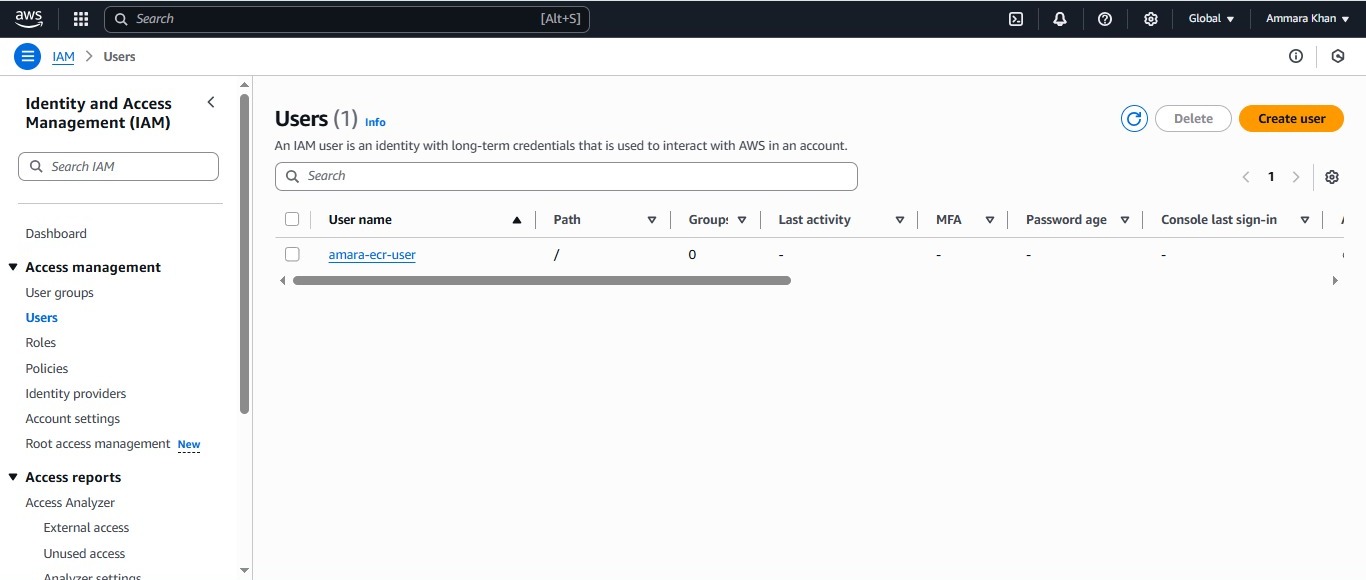 aws Search [Alt+S] Global Ammara Khan
IAM > Users
Identity and Access
Management (IAM)
Search IAM
Dashboard
Access management
User groups
Users
Roles
Policies
Identity providers
Account settings
Root access management New
Access reports
Access Analyzer
External access
Unused access
Analyzer settings
Users (1) Info
Delete
Create user
An IAM user is an identity with long-term credentials that is used to interact with AWS in an account.
Search
< 1 >
User name Path Groups Last activity MFA Password age Console last sign-in
amara-ecr-user / 0 - - - -